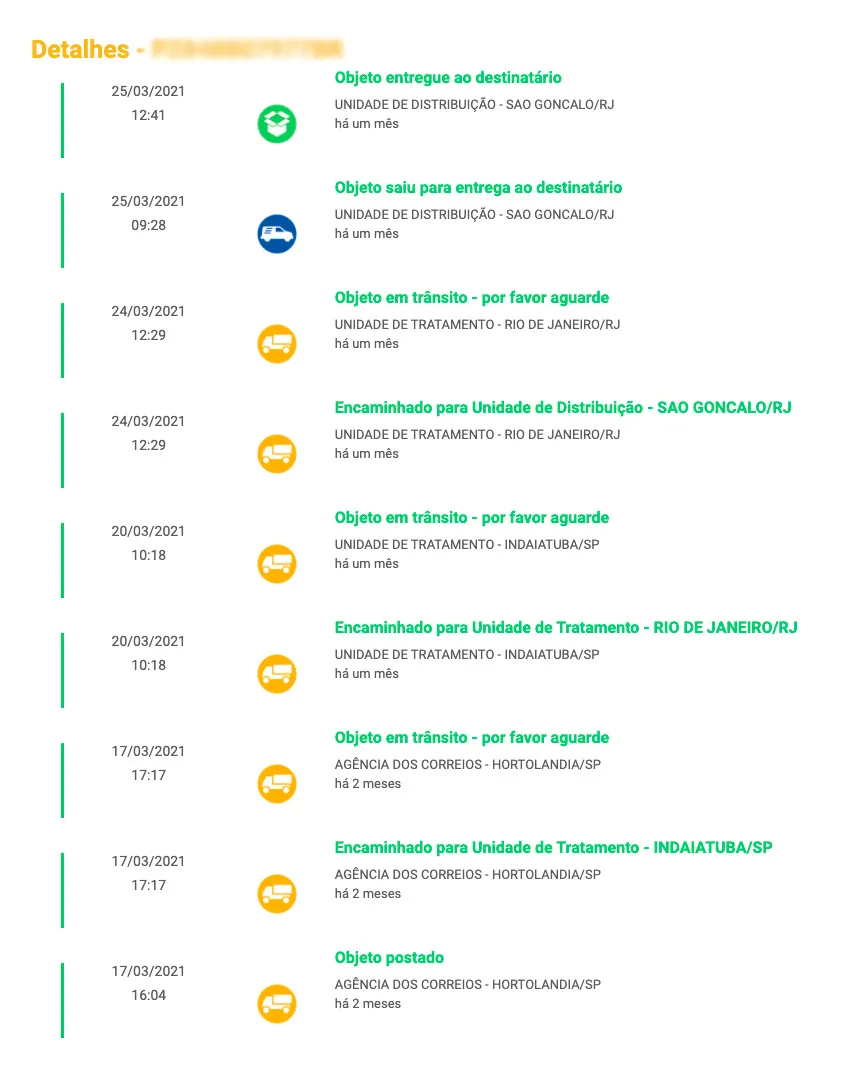 Detalhes -
25/03/2021
12:41
Objeto entregue ao destinatário
UNIDADE DE DISTRIBUIÇÃO - SAO GONCALO/RJ
há um mês
25/03/2021
09:28
Objeto saiu para entrega ao destinatário
UNIDADE DE DISTRIBUIÇÃO - SAO GONCALO/RJ
há um mês
24/03/2021
12:29
Objeto em trânsito - por favor aguarde
UNIDADE DE TRATAMENTO - RIO DE JANEIRO/RJ
há um mês
24/03/2021
12:29
Encaminhado para Unidade de Distribuição - SAO GONCALO/RJ
UNIDADE DE TRATAMENTO - RIO DE JANEIRO/RJ
há um mês
20/03/2021
10:18
Objeto em trânsito - por favor aguarde
UNIDADE DE TRATAMENTO - INDAIATUBA/SP
há um mês
20/03/2021
10:18
Encaminhado para Unidade de Tratamento - RIO DE JANEIRO/RJ
UNIDADE DE TRATAMENTO - INDAIATUBA/SP
há um mês
17/03/2021
17:17
Objeto em trânsito - por favor aguarde
AGÊNCIA DOS CORREIOS - HORTOLANDIA/SP
há 2 meses
17/03/2021
17:17
Encaminhado para Unidade de Tratamento - INDAIATUBA/SP
AGÊNCIA DOS CORREIOS - HORTOLANDIA/SP
há 2 meses
17/03/2021
16:04
Objeto postado
AGÊNCIA DOS CORREIOS - HORTOLANDIA/SP
há 2 meses